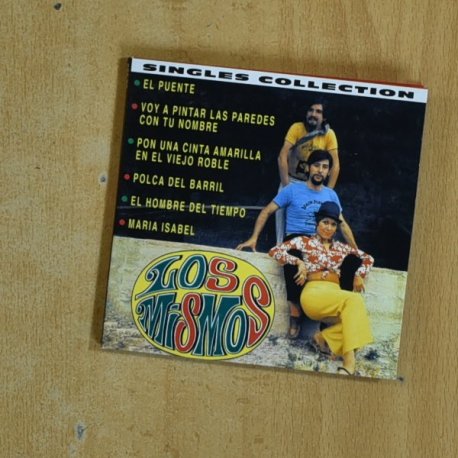 SINGLES COLLECTION
EL PUENTE
VOY A PINTAR LAS PAREDES
CON TU NOMBRE
PON UNA CINTA AMARILLA
EN EL VIEJO ROBLE
POLCA DEL BARRIL
EL HOMBRE DEL TIEMPO
MARIA ISABEL
LOS
MiSMOS